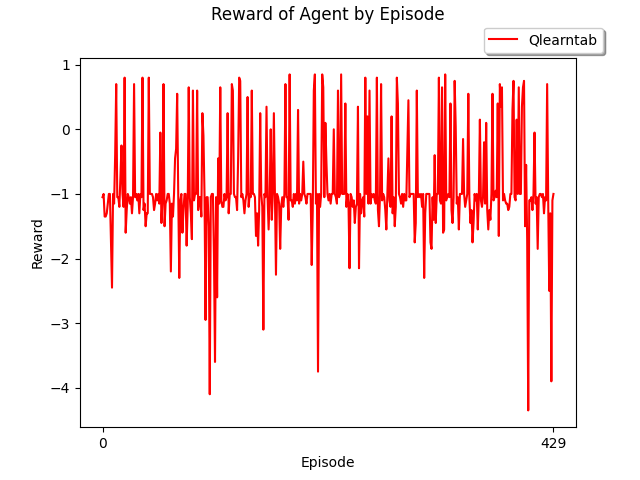 Reward of Agent by Episode
Qlearntab
1
0
−1
−2
−3
−4
Reward
0
429
Episode